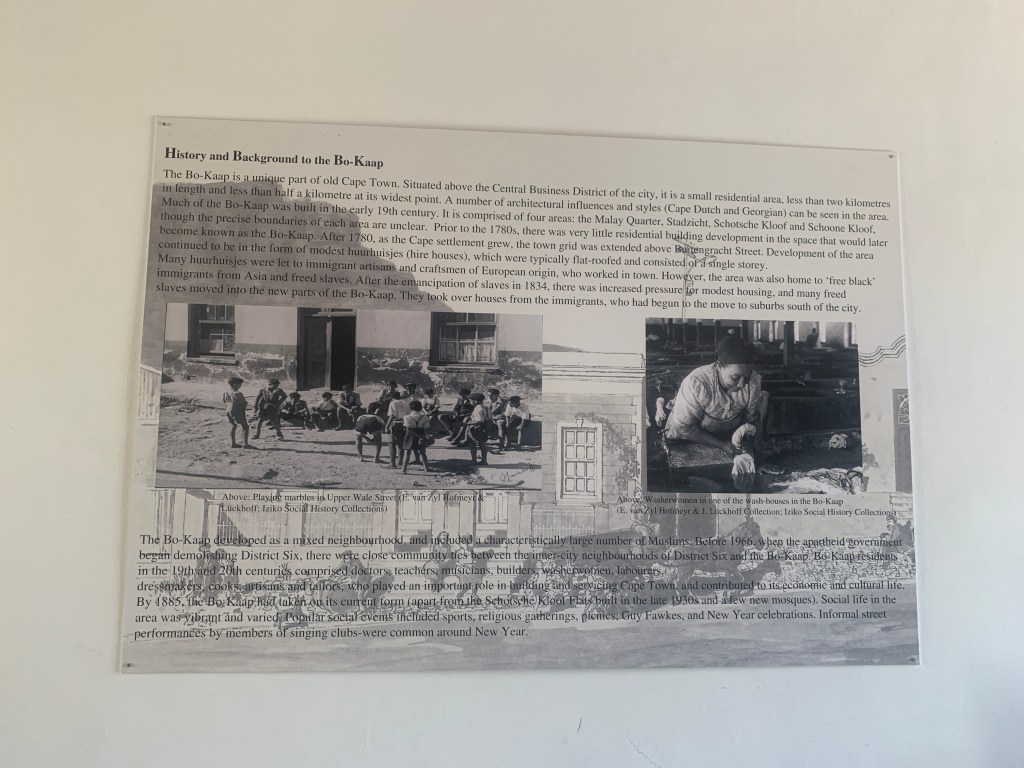 History and Background to the Bo-Kaap
The Bo-Kaap is a unique part of old Cape Town. Situated above the Central Business District of the city, it is a small residential area, less than two kilometres
in length and less than half a kilometre at its widest point. A number of architectural influences and styles (Cape Dutch and Georgian) can be seen in the area.
Much of the Bo-Kaap was built in the early 19th century. It is comprised of four areas: the Malay Quarter, Stadzicht, Schotsche Kloof and Schoone Kloof,
though the precise boundaries of each area are unclear. Prior to the 1780s, there was very little residential building development in the space that would later
become known as the Bo-Kaap. After 1780, as the Cape settlement grew, the town grid was extended above Buitengracht Street. Development of the area
continued to be in the form of modest huurhuisjes (hire houses), which were typically flat-roofed and consisted of a single storey.
Many huurhuisjes were let to immigrant artisans and craftsmen of European origin, who worked in town. However, the area was also home to 'free black'
immigrants from Asia and freed slaves. After the emancipation of slaves in 1834, there was increased pressure for modest housing, and many freed
slaves moved into the new parts of the Bo-Kaap. They took over houses from the immigrants, who had begun to the move to suburbs south of the city.
Above: Playing marbles in Upper Wale Street (E. van Zyl Hofmeyr &
Lückhoff; Iziko Social History Collections)
Above: Washerwomen in one of the wash-houses in the Bo-Kaap
(E. van Zyl Hofmeyr & J. Lückhoff Collection; Iziko Social History Collections)
The Bo-Kaap developed as a mixed neighbourhood, and included a characteristically large number of Muslims. Before 1966, when the apartheid government
began demolishing District Six, there were close community ties between the inner-city neighbourhoods of District Six and the Bo-Kaap. Bo-Kaap residents
in the 19th and 20th centuries comprised doctors, teachers, musicians, builders, washerwomen, labourers,
dressmakers, cooks, artisans and tailors, who played an important role in building and servicing Cape Town, and contributed to its economic and cultural life.
By 1885, the Bo-Kaap had taken on its current form (apart from the Schotsche Kloof Flats built in the late 1930s and a few new mosques). Social life in the
area was vibrant and varied. Popular social events included sports, religious gatherings, picnics, Guy Fawkes, and New Year celebrations. Informal street
performances by members of singing clubs were common around New Year.